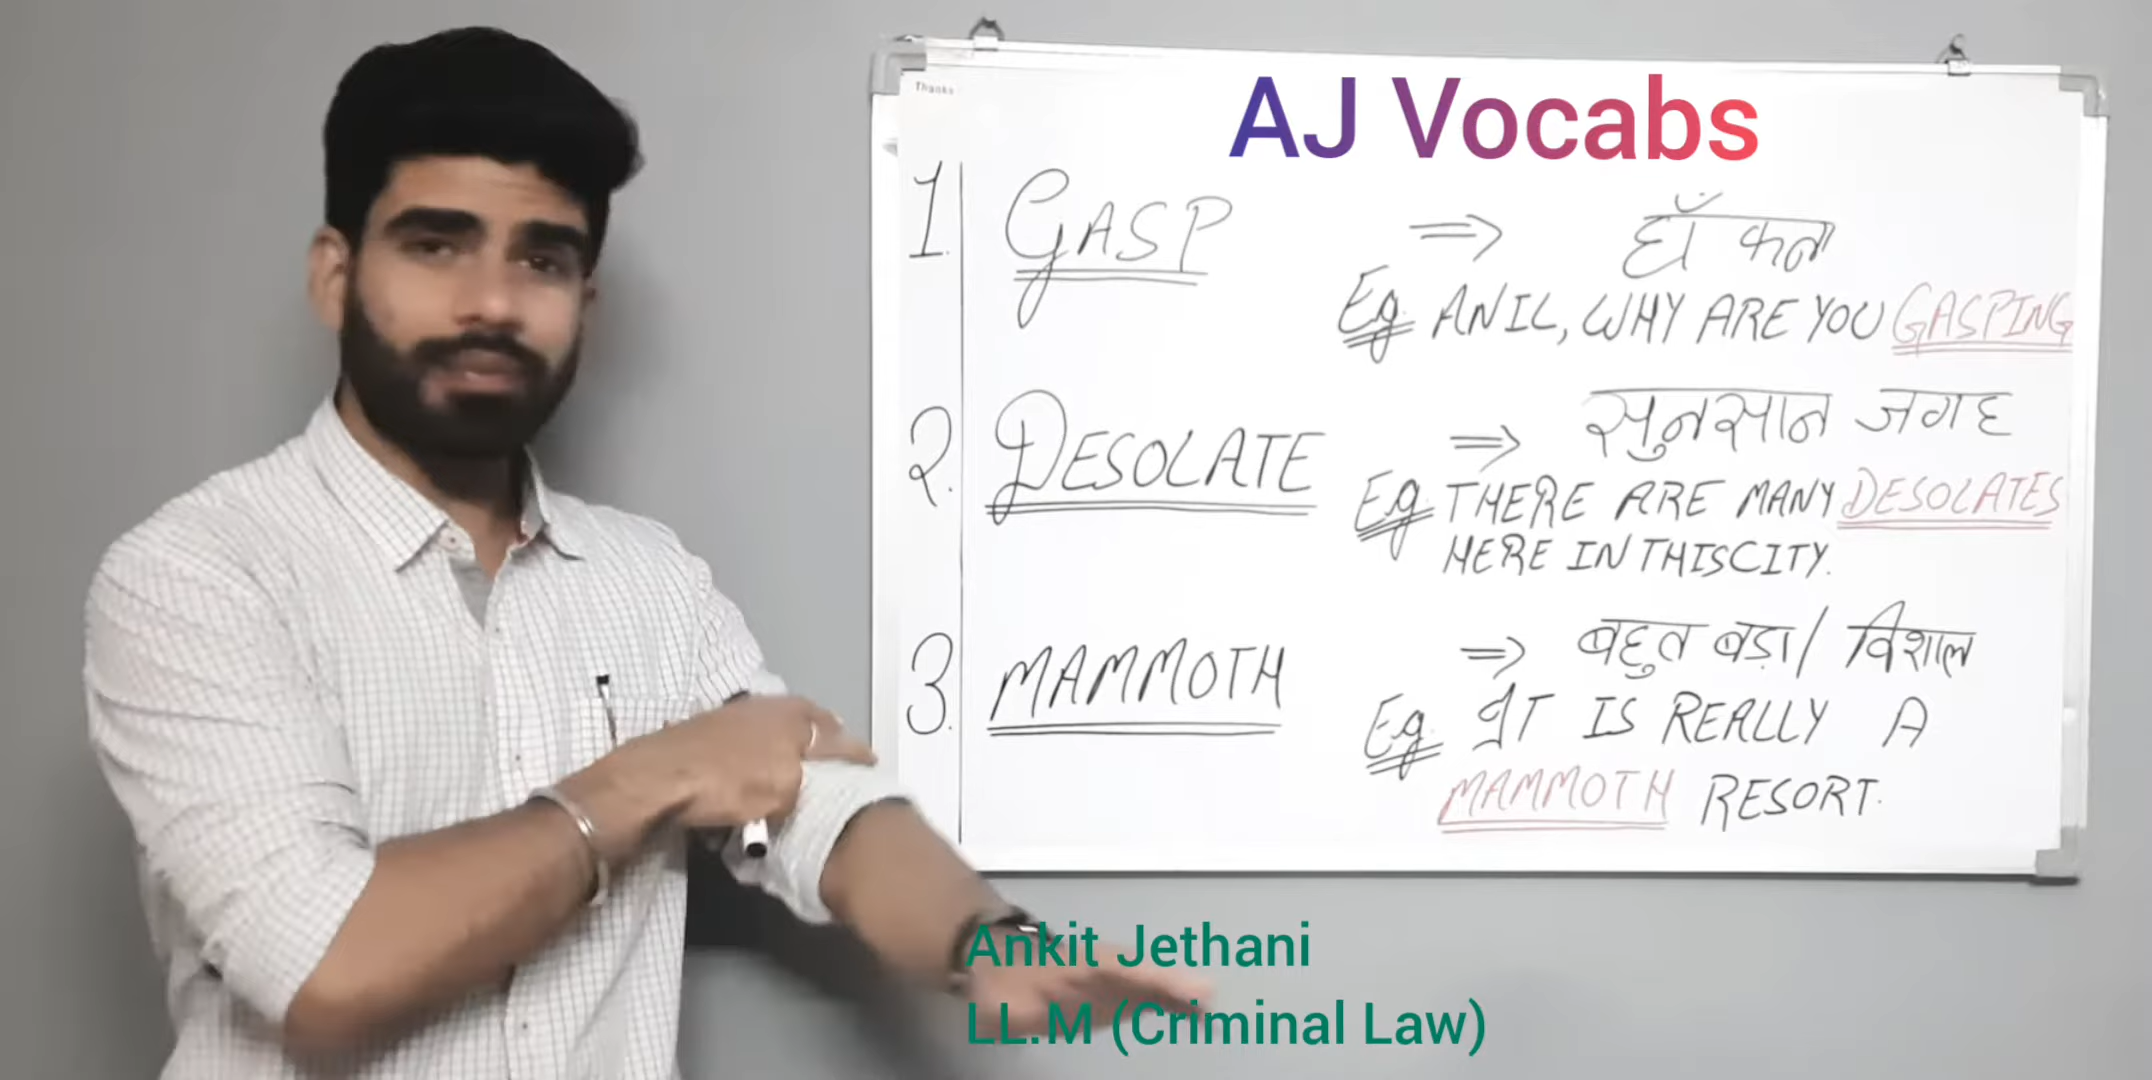 Thanks
AJ Vocabs
1. GASP ⇒ हाँफना
Eg. ANIL, WHY ARE YOU GASPING
2. DESOLATE ⇒ सुनसान जगह
Eg. THERE ARE MANY DESOLATES
HERE IN THIS CITY.
3. MAMMOTH ⇒ बहुत बड़ा / विशाल
Eg. IT IS REALLY A
MAMMOTH RESORT.
Ankit Jethani
LL.M (Criminal Law)